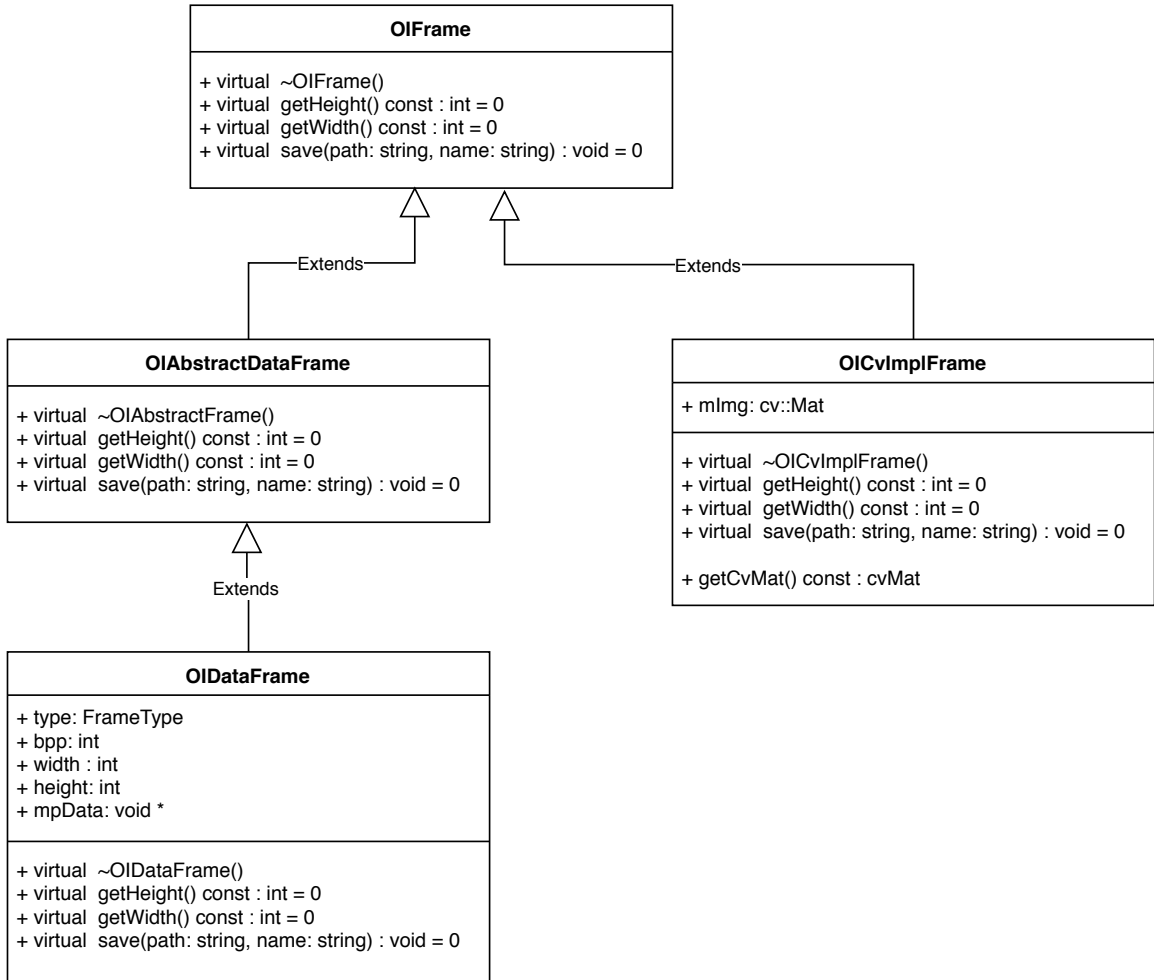 OIFrame
+ virtual ~OIFrame()
+ virtual getHeight() const : int = 0
+ virtual getWidth() const : int = 0
+ virtual save(path: string, name: string) : void = 0
Extends
Extends
OIAbstractDataFrame
+ virtual ~OIAbstractFrame()
+ virtual getHeight() const : int = 0
+ virtual getWidth() const : int = 0
+ virtual save(path: string, name: string) : void = 0
OICvImplFrame
+ mImg: cv::Mat
+ virtual ~OICvImplFrame()
+ virtual getHeight() const : int = 0
+ virtual getWidth() const : int = 0
+ virtual save(path: string, name: string) : void = 0
+ getCvMat() const : cvMat
Extends
OIDataFrame
+ type: FrameType
+ bpp: int
+ width : int
+ height: int
+ mpData: void *
+ virtual ~OIDataFrame()
+ virtual getHeight() const : int = 0
+ virtual getWidth() const : int = 0
+ virtual save(path: string, name: string) : void = 0